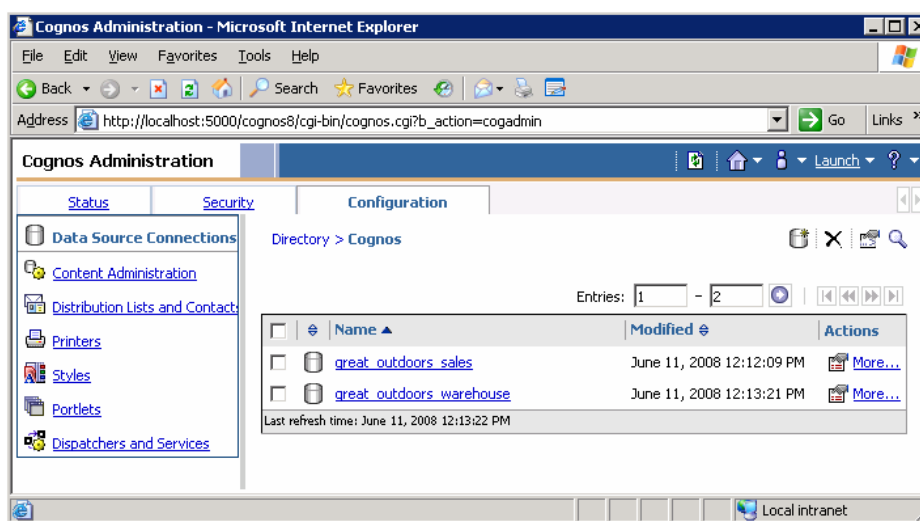 Cognos Administration - Microsoft Internet Explorer
File Edit View Favorites Tools Help
Back Search Favorites
Address http://localhost:5000/cognos8/cgi-bin/cognos.cgi?b_action=cogadmin Go Links »
Cognos Administration Launch ?
Status Security Configuration
Data Source Connections
Directory > Cognos
Content Administration
Distribution Lists and Contacts
Entries: 1 - 2
Printers
Name Modified Actions
great_outdoors_sales June 11, 2008 12:12:09 PM More...
Styles
great_outdoors_warehouse June 11, 2008 12:13:21 PM More...
Portlets
Last refresh time: June 11, 2008 12:13:22 PM
Dispatchers and Services
Local intranet